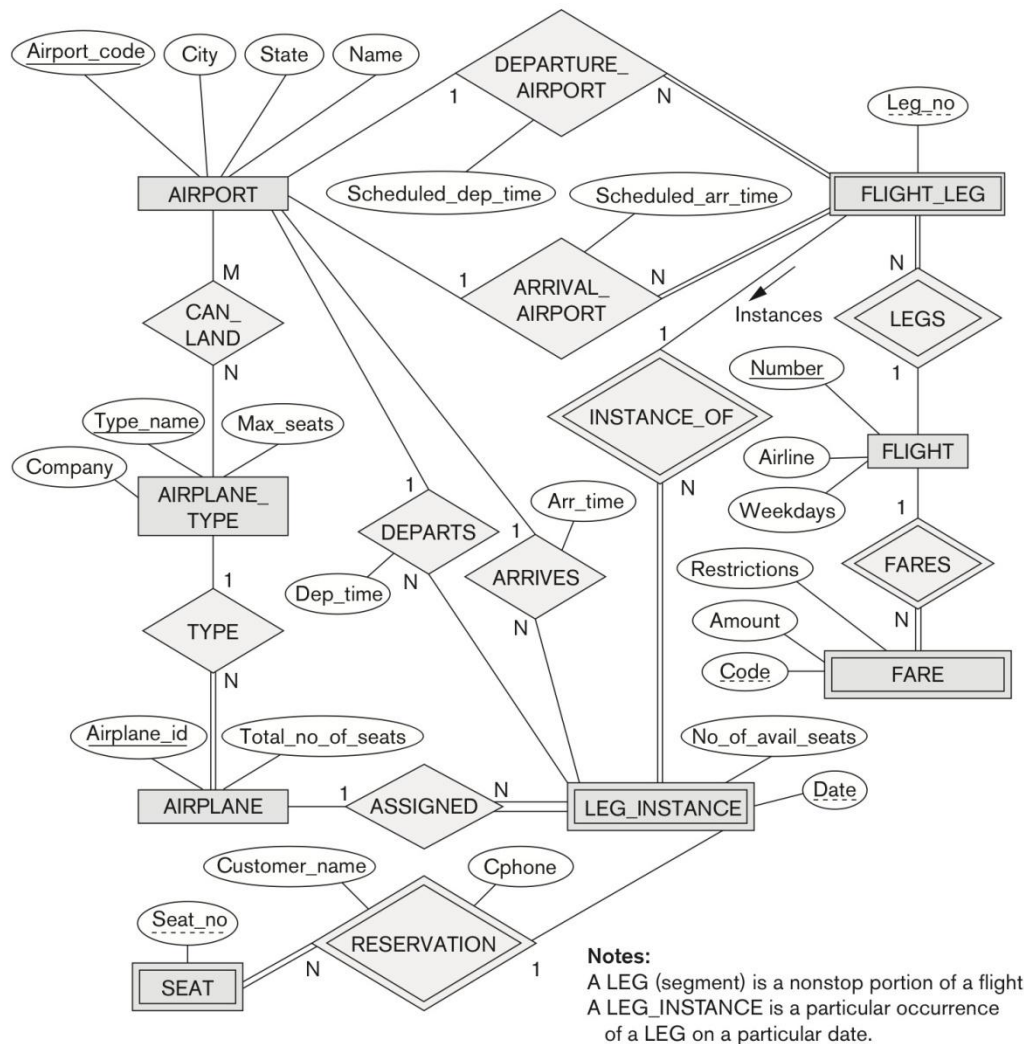 Airport_code
City
State
Name
DEPARTURE_
AIRPORT
1
N
Leg_no
Scheduled_dep_time
Scheduled_arr_time
AIRPORT
FLIGHT_LEG
M
1
ARRIVAL_
AIRPORT
N
N
CAN_
LAND
Instances
LEGS
N
1
1
Number
Type_name
Max_seats
INSTANCE_OF
Company
Airline
FLIGHT
AIRPLANE_
TYPE
N
Weekdays
1
Arr_time
1
1
DEPARTS
1
FARES
Restrictions
ARRIVES
Dep_time
N
TYPE
Amount
N
N
N
Code
FARE
Airplane_id
Total_no_of_seats
No_of_avail_seats
Date
AIRPLANE
1
ASSIGNED
N
LEG_INSTANCE
Customer_name
Cphone
Seat_no
RESERVATION
N
1
SEAT
Notes:
A LEG (segment) is a nonstop portion of a flight
A LEG_INSTANCE is a particular occurrence
of a LEG on a particular date.